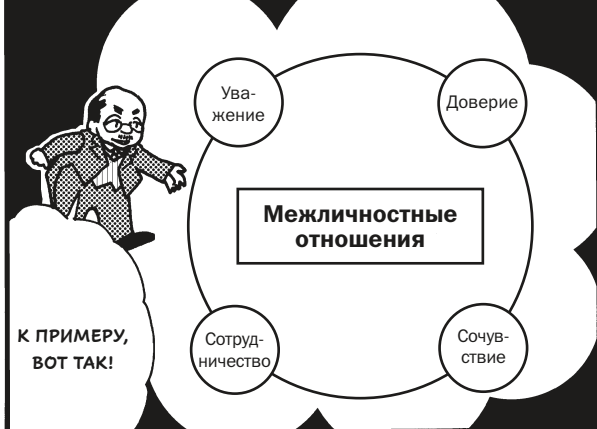 Ува-
жение
Доверие
Межличностные
отношения
К ПРИМЕРУ,
ВОТ ТАК!
Сотруд-
ничество
Сочув-
ствие